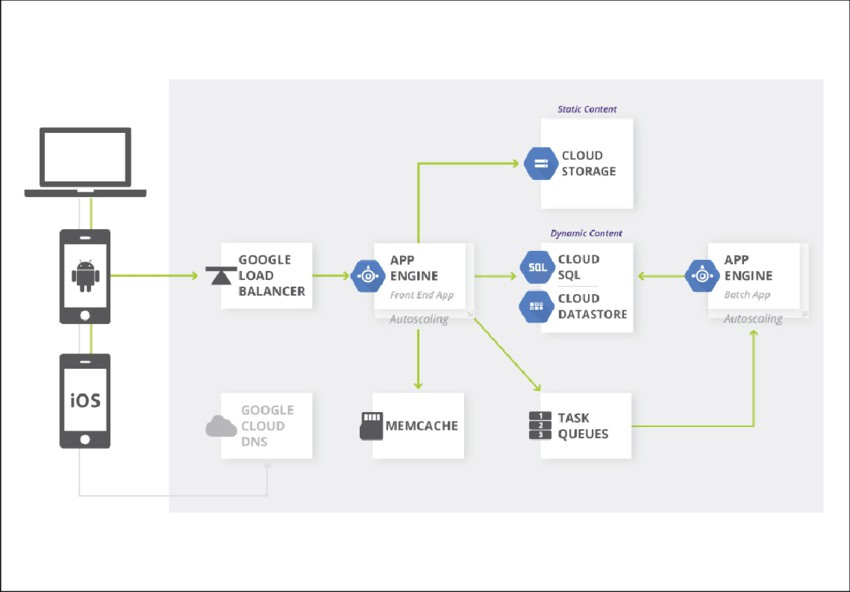 Static Content
CLOUD
STORAGE
Dynamic Content
GOOGLE
LOAD
BALANCER
APP
ENGINE
Front End App
Autoscaling
SQL
CLOUD
SQL
CLOUD
DATASTORE
APP
ENGINE
Batch App
Autoscaling
iOS
GOOGLE
CLOUD
DNS
MEMCACHE
1
2
3
TASK
QUEUES